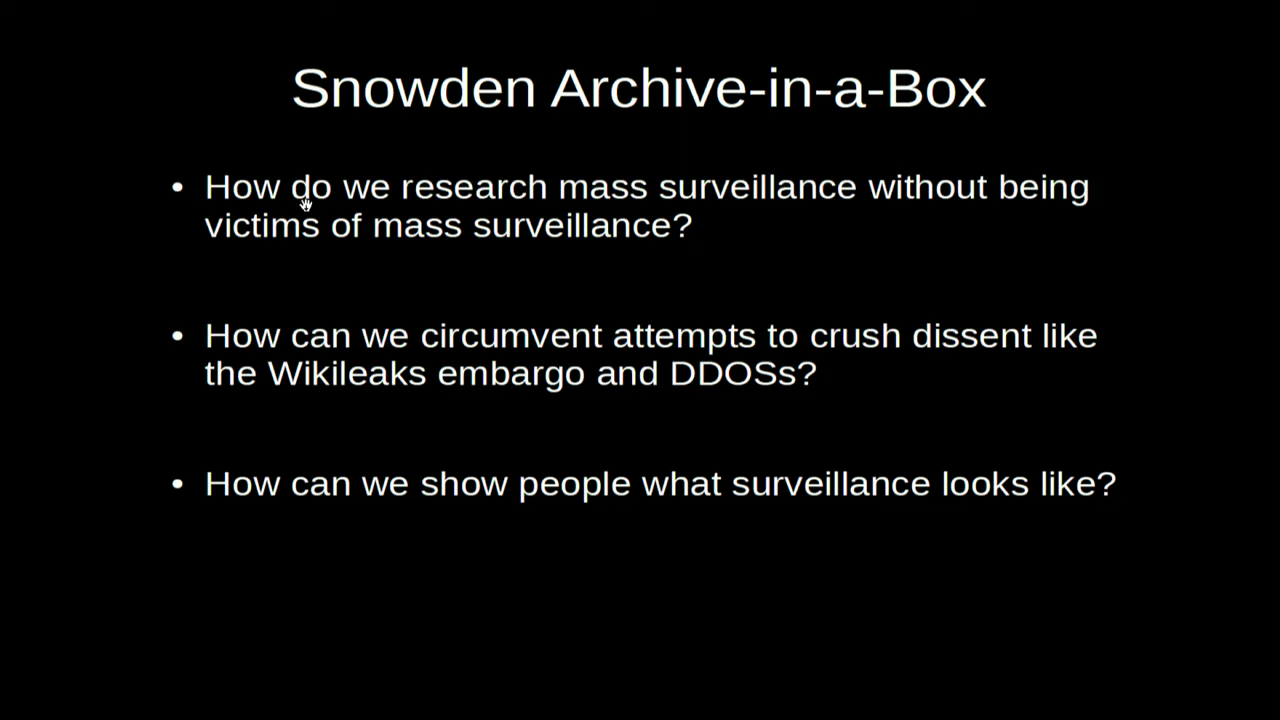 Snowden Archive-in-a-Box
• How do we research mass surveillance without being
victims of mass surveillance?
• How can we circumvent attempts to crush dissent like
the Wikileaks embargo and DDOSs?
• How can we show people what surveillance looks like?